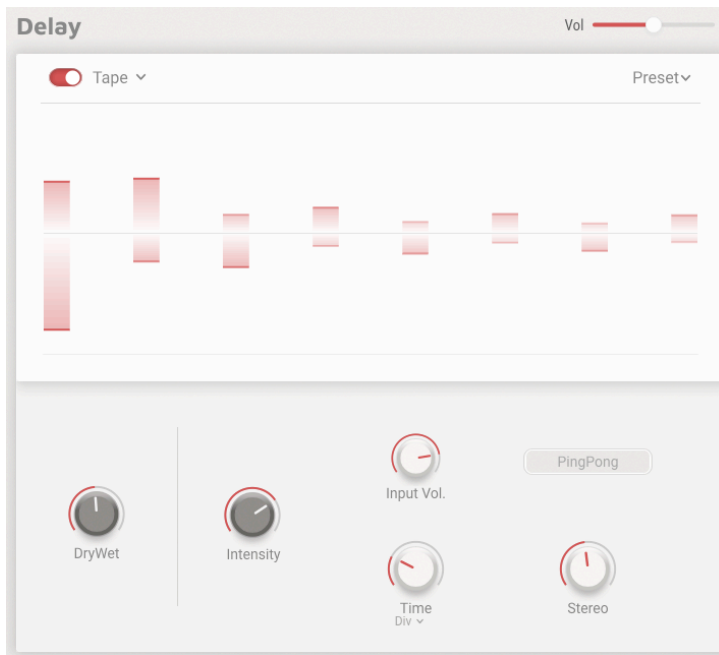 Delay
Vol
Tape
Preset
Input Vol.
PingPong
DryWet
Intensity
Time
Div
Stereo